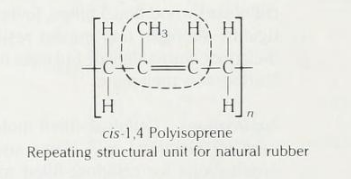 H CH₃ H H
C C C C
H H n
cis-1,4 Polyisoprene
Repeating structural unit for natural rubber